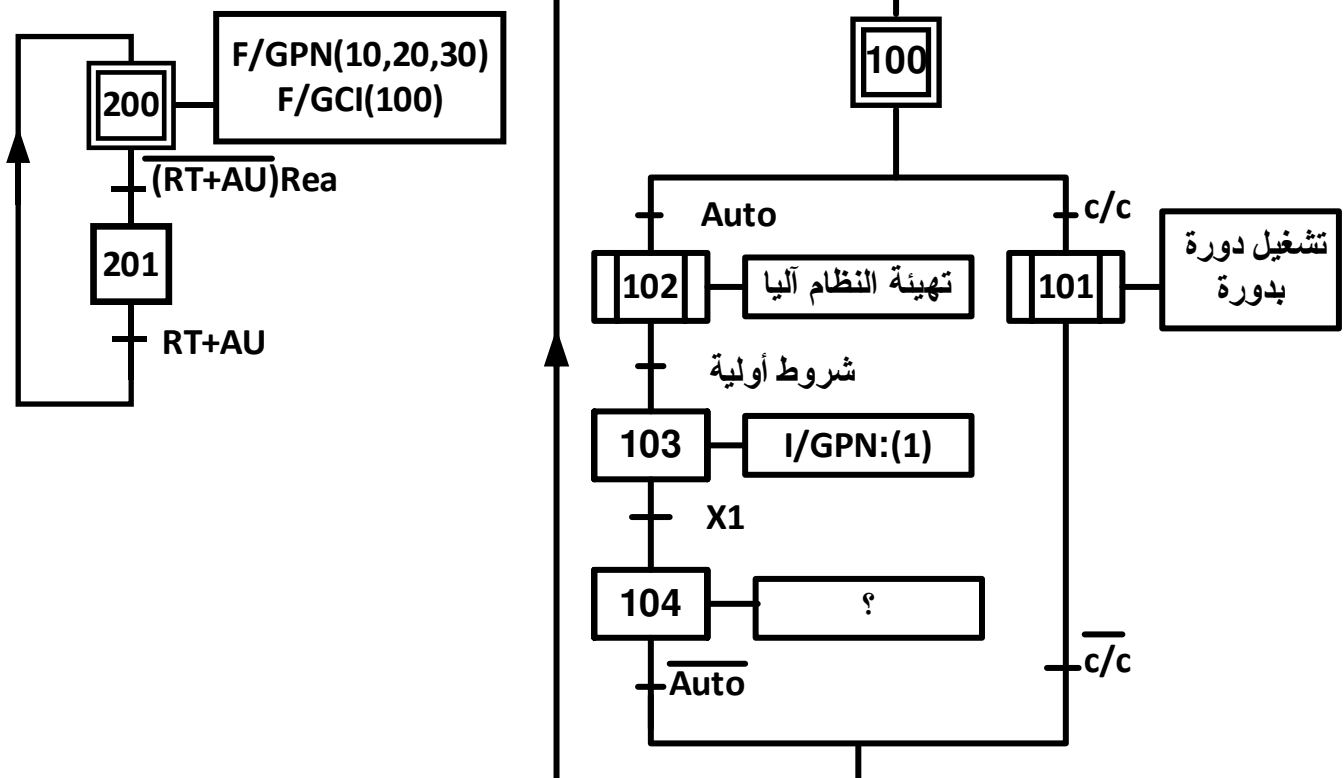 F/GPN(10,20,30)
F/GCI(100)
200
(RT+AU)Rea
201
RT+AU
100
Auto
c/c
102
تهيئة النظام آليا
101
تشغيل دورة
بدورة
شروط أولية
103
I/GPN:(1)
X1
104
؟
Auto
c/c